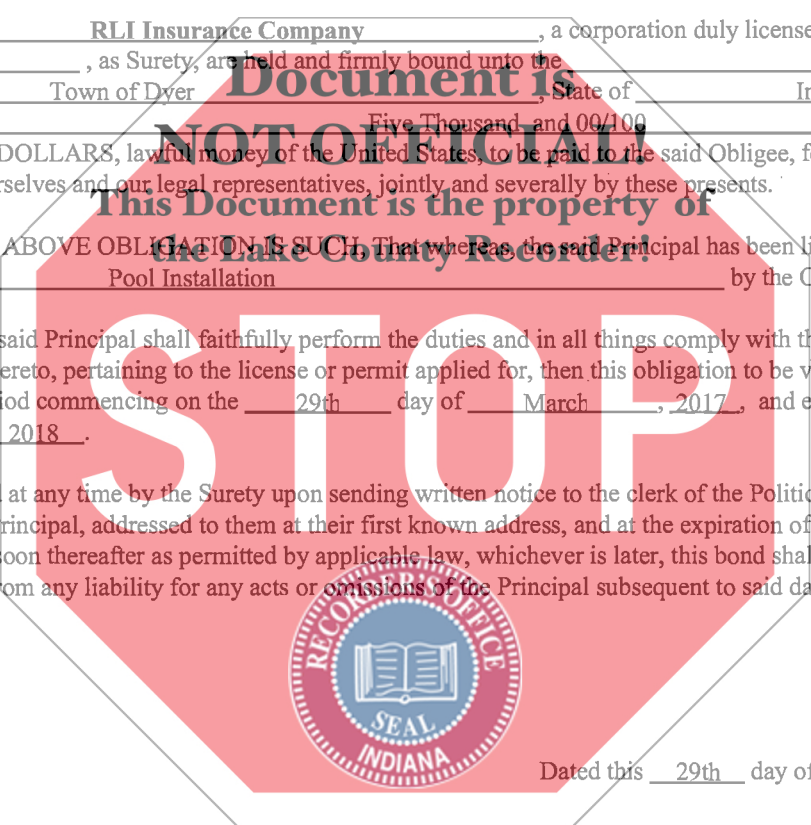 RLI Insurance Company , a corporation duly license
, as Surety, are held and firmly bound unto the
Document is
Town of Dyer , State of In
Five Thousand and 00/100
NOT OFFICIAL!
DOLLARS, lawful money of the United States, to be paid to the said Obligee, f
rselves and our legal representatives, jointly and severally by these presents.
This Document is the property of
ABOVE OBLIGATION IS SUCH, That whereas, the said Principal has been li
the Lake County Recorder!
Pool Installation by the C
said Principal shall faithfully perform the duties and in all things comply with th
ereto, pertaining to the license or permit applied for, then this obligation to be v
iod commencing on the 29th day of March , 2017 , and e
2018 .
STOP
l at any time by the Surety upon sending written notice to the clerk of the Politic
rincipal, addressed to them at their first known address, and at the expiration of
soon thereafter as permitted by applicable law, whichever is later, this bond shal
om any liability for any acts or omissions of the Principal subsequent to said da
RECORDER'S OFFICE
SEAL
INDIANA
Dated this 29th day of